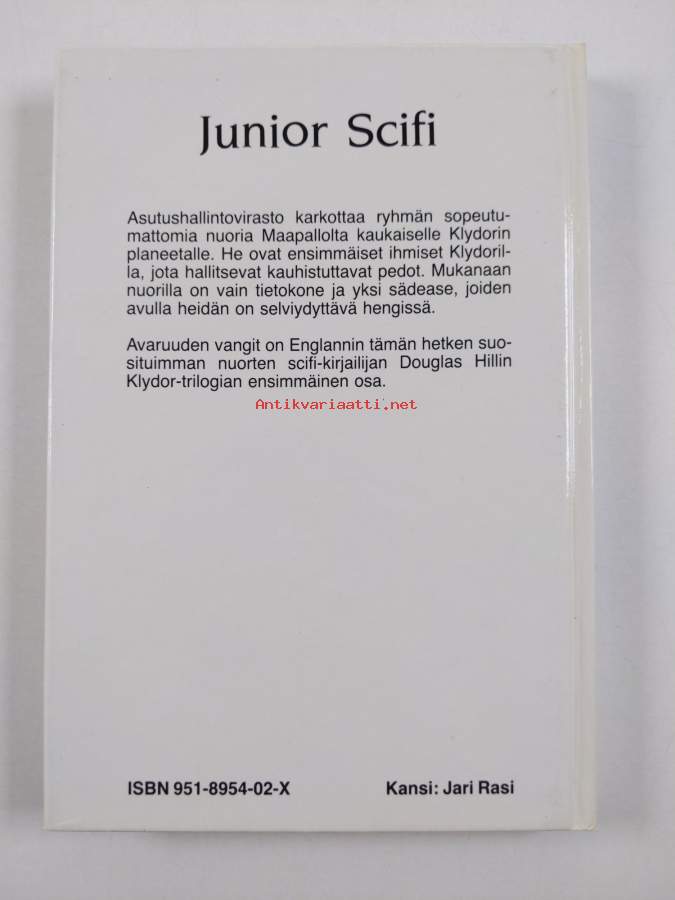 Junior Scifi
Asutushallintovirasto karkottaa ryhmän sopeutu-
mattomia nuoria Maapallolta kaukaiselle Klydorin
planeetalle. He ovat ensimmäiset ihmiset Klydoril-
la, jota hallitsevat kauhistuttavat pedot. Mukanaan
nuorilla on vain tietokone ja yksi sädease, joiden
avulla heidän on selviydyttävä hengissä.
Avaruuden vangit on Englannin tämän hetken suo-
situimman nuorten scifi-kirjailijan Douglas Hillin
Klydor-trilogian ensimmäinen osa.
Antikvariaatti.net
ISBN 951-8954-02-X Kansi: Jari Rasi